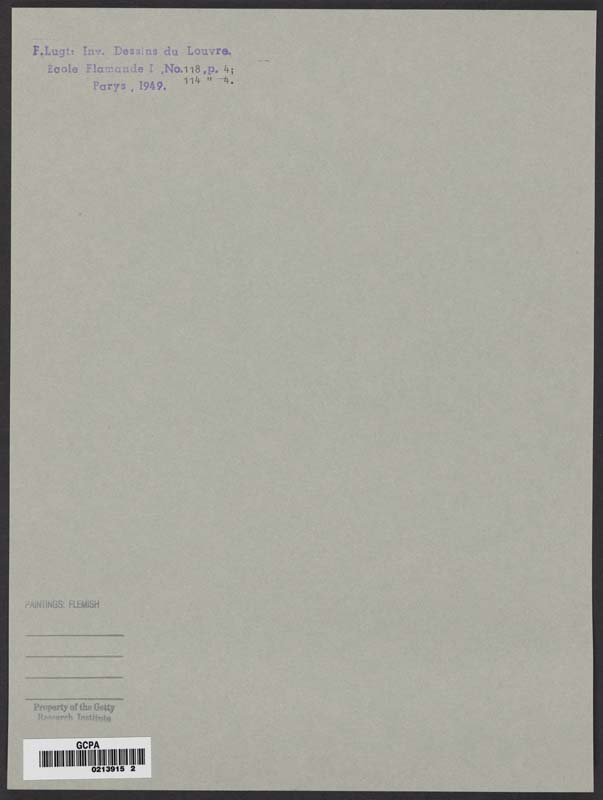 F.Lugt: Inv. Dessins du Louvre.
Ecole Flamande I ,No.118,p. 4;
114 " 4.
Parys , 1949.
PAINTINGS: FLEMISH
Property of the Getty
Research Institute
GCPA
0213915 2